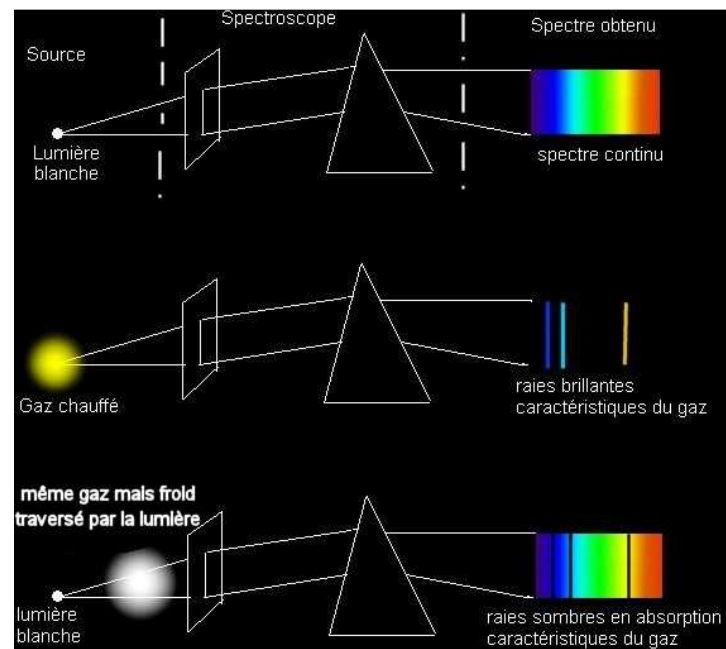 Spectroscope
Spectre obtenu
Source
Lumière
blanche
spectre continu
Gaz chauffé
raies brillantes
caractéristiques du gaz
même gaz mais froid
traversé par la lumière
lumière
blanche
raies sombres en absorption
caractéristiques du gaz